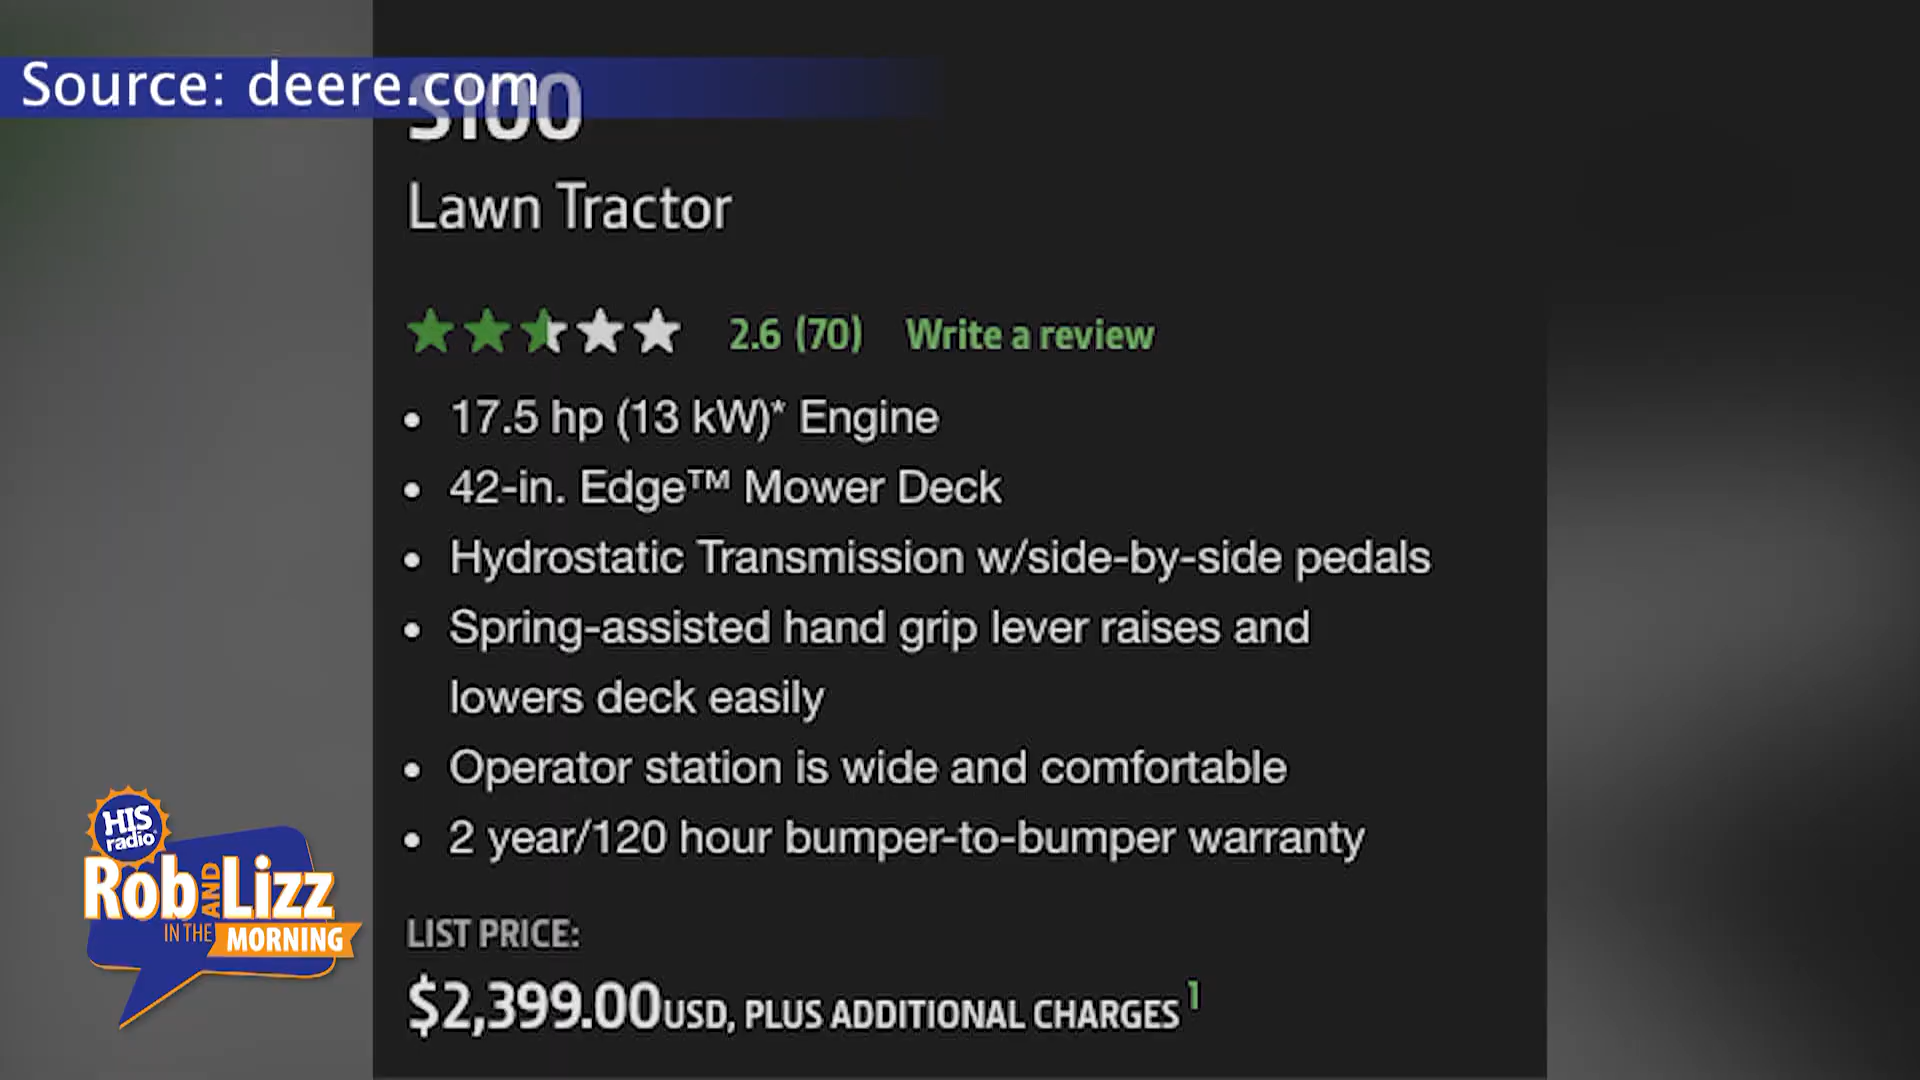 Source: deere.com
S100
Lawn Tractor
2.6 (70) Write a review
• 17.5 hp (13 kW)* Engine
• 42-in. Edge™ Mower Deck
• Hydrostatic Transmission w/side-by-side pedals
• Spring-assisted hand grip lever raises and
lowers deck easily
• Operator station is wide and comfortable
• 2 year/120 hour bumper-to-bumper warranty
LIST PRICE:
$2,399.00USD, PLUS ADDITIONAL CHARGES 1
HIS
radio
Rob AND Lizz
IN THE MORNING